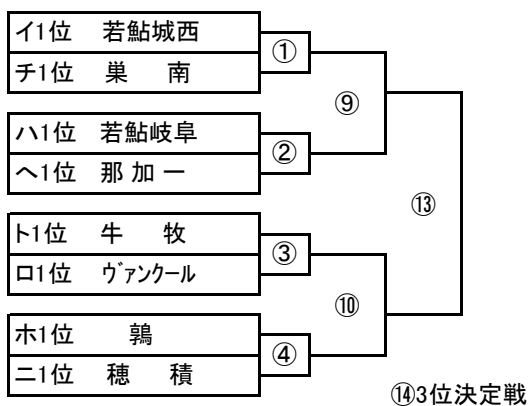 イ1位 若鮎城西
①
チ1位 巣 南
⑨
ハ1位 若鮎岐阜
②
ヘ1位 那加一
⑬
ト1位 牛 牧
③
ロ1位 ヴァンクール
⑩
ホ1位 鶉
④
ニ1位 穂 積
⑭3位決定戦